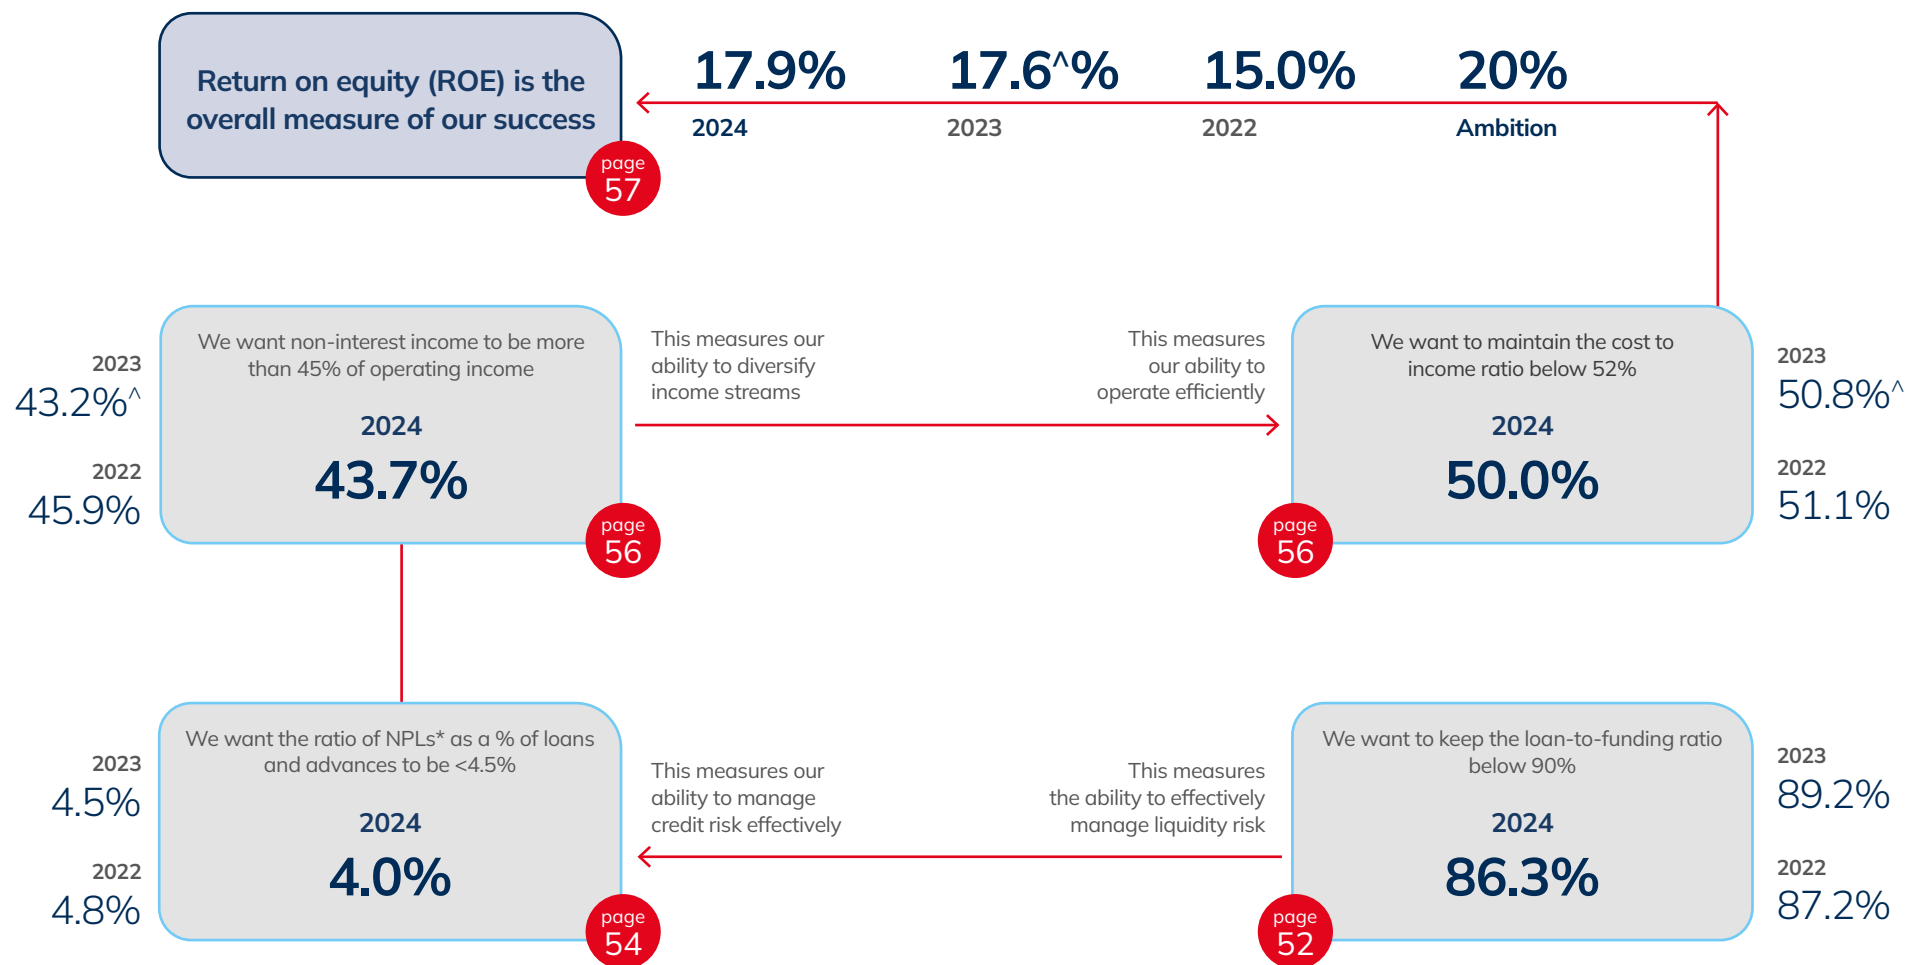 Return on equity (ROE) is the
overall measure of our success
page
57
17.9%
2024
17.6^%
2023
15.0%
2022
20%
Ambition
2023
43.2%^
2022
45.9%
We want non-interest income to be more
than 45% of operating income
2024
43.7%
page
56
This measures our
ability to diversify
income streams
This measures
our ability to
operate efficiently
We want to maintain the cost to
income ratio below 52%
2024
50.0%
page
56
2023
50.8%^
2022
51.1%
2023
4.5%
2022
4.8%
We want the ratio of NPLs* as a % of loans
and advances to be <4.5%
2024
4.0%
page
54
This measures our
ability to manage
credit risk effectively
This measures
the ability to effectively
manage liquidity risk
We want to keep the loan-to-funding ratio
below 90%
2024
86.3%
page
52
2023
89.2%
2022
87.2%